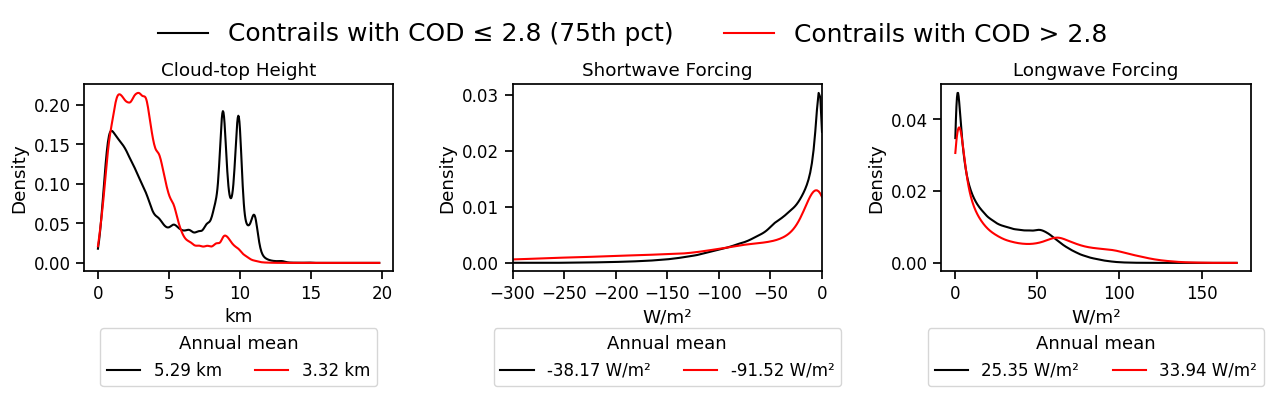 Contrails with COD ≤ 2.8 (75th pct) Contrails with COD > 2.8
Cloud-top Height
Density
0.20
0.15
0.10
0.05
0.00
0 5 10 15 20
km
Annual mean
5.29 km 3.32 km
Shortwave Forcing
Density
0.03
0.02
0.01
0.00
−300 −250 −200 −150 −100 −50 0
W/m²
Annual mean
-38.17 W/m² -91.52 W/m²
Longwave Forcing
Density
0.04
0.02
0.00
0 50 100 150
W/m²
Annual mean
25.35 W/m² 33.94 W/m²